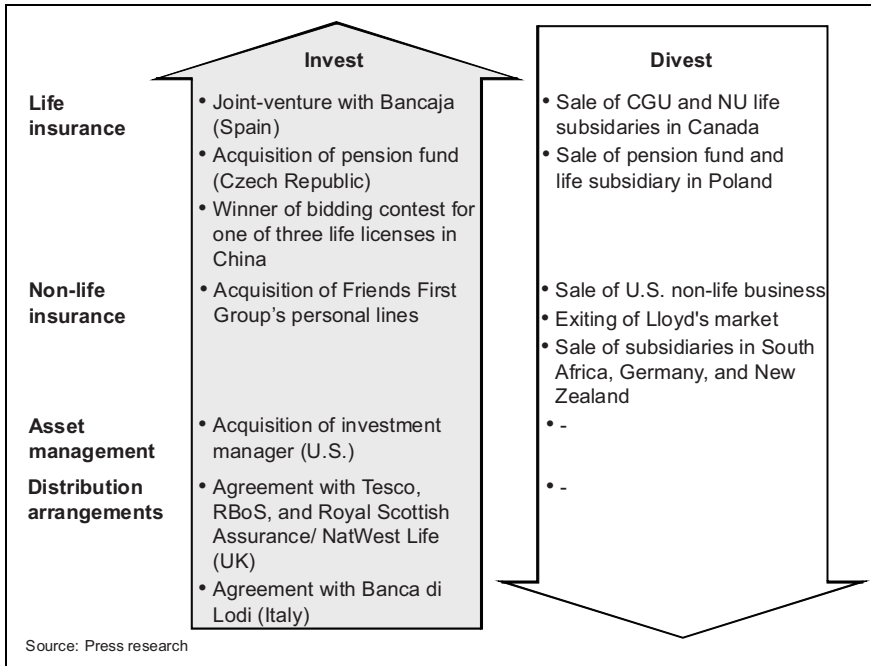 Invest
Divest
Life
insurance
• Joint-venture with Bancaja
(Spain)
• Acquisition of pension fund
(Czech Republic)
• Winner of bidding contest for
one of three life licenses in
China
• Sale of CGU and NU life
subsidaries in Canada
• Sale of pension fund and
life subsidiary in Poland
Non-life
insurance
• Acquisition of Friends First
Group's personal lines
• Sale of U.S. non-life business
• Exiting of Lloyd's market
• Sale of subsidiaries in South
Africa, Germany, and New
Zealand
Asset
management
• Acquisition of investment
manager (U.S.)
• -
Distribution
arrangements
• Agreement with Tesco,
RBoS, and Royal Scottish
Assurance/ NatWest Life
(UK)
• Agreement with Banca di
Lodi (Italy)
• -
Source: Press research